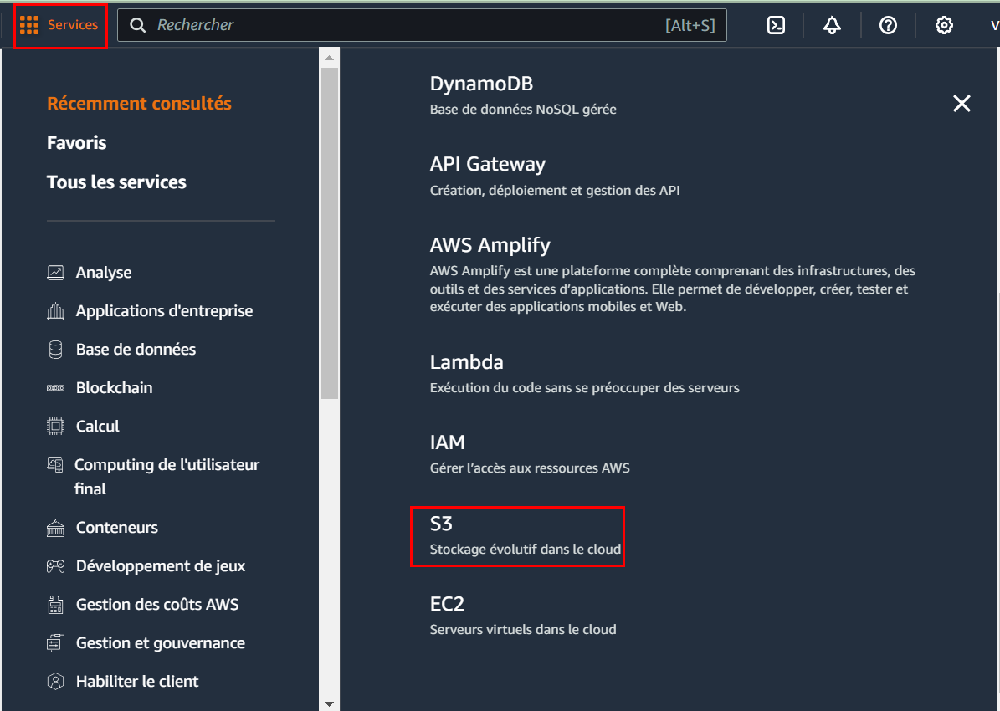 Services
Rechercher
[Alt+S]
Récemment consultés
Favoris
Tous les services
Analyse
Applications d'entreprise
Base de données
Blockchain
Calcul
Computing de l'utilisateur
final
Conteneurs
Développement de jeux
Gestion des coûts AWS
Gestion et gouvernance
Habiliter le client
DynamoDB
Base de données NoSQL gérée
API Gateway
Création, déploiement et gestion des API
AWS Amplify
AWS Amplify est une plateforme complète comprenant des infrastructures, des
outils et des services d’applications. Elle permet de développer, créer, tester et
exécuter des applications mobiles et Web.
Lambda
Exécution du code sans se préoccuper des serveurs
IAM
Gérer l’accès aux ressources AWS
S3
Stockage évolutif dans le cloud
EC2
Serveurs virtuels dans le cloud